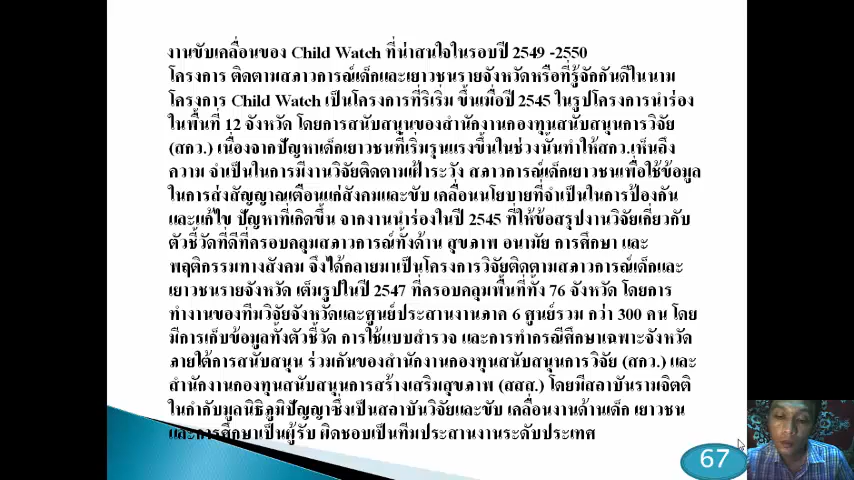 งานขับเคลื่อนของ Child Watch ที่น่าสนใจในรอบปี 2549 -2550
โครงการ ติดตามสภาวการณ์เด็กและเยาวชนรายจังหวัดหรือที่รู้จักกันดีในนาม
โครงการ Child Watch เป็นโครงการที่ริเริ่ม ขึ้นเมื่อปี 2545 ในรูปโครงการนำร่อง
ในพื้นที่ 12 จังหวัด โดยการสนับสนุนของสำนักงานกองทุนสนับสนุนการวิจัย
(สกว.) เนื่องจากปัญหาเด็กเยาวชนที่เริ่มรุนแรงขึ้นในช่วงนั้นทำให้สกว.เห็นถึง
ความ จำเป็นในการมีงานวิจัยติดตามเฝ้าระวัง สภาวการณ์เด็กเยาวชนเพื่อใช้ข้อมูล
ในการส่งสัญญาณเตือนแก่สังคมและขับ เคลื่อนนโยบายที่จำเป็นในการป้องกัน
และแก้ไข ปัญหาที่เกิดขึ้น จากงานนำร่องในปี 2545 ที่ให้ข้อสรุปงานวิจัยเกี่ยวกับ
ตัวชี้วัดที่ดีที่ครอบคลุมสภาวการณ์ทั้งด้าน สุขภาพ อนามัย การศึกษา และ
พฤติกรรมทางสังคม จึงได้กลายมาเป็นโครงการวิจัยติดตามสภาวการณ์เด็กและ
เยาวชนรายจังหวัด เต็มรูปในปี 2547 ที่ครอบคลุมพื้นที่ทั้ง 76 จังหวัด โดยการ
ทำงานของทีมวิจัยจังหวัดและศูนย์ประสานงานภาค 6 ศูนย์รวม กว่า 300 คน โดย
มีการเก็บข้อมูลทั้งตัวชี้วัด การใช้แบบสำรวจ และการทำกรณีศึกษาเฉพาะจังหวัด
ภายใต้การสนับสนุน ร่วมกันของสำนักงานกองทุนสนับสนุนการวิจัย (สกว.) และ
สำนักงานกองทุนสนับสนุนการสร้างเสริมสุขภาพ (สสส.) โดยมีสถาบันรามจิตติ
ในกำกับมูลนิธิภูมิปัญญาซึ่งเป็นสถาบันวิจัยและขับ เคลื่อนงานด้านเด็ก เยาวชน
และการศึกษาเป็นผู้รับ ผิดชอบเป็นทีมประสานงานระดับประเทศ
67